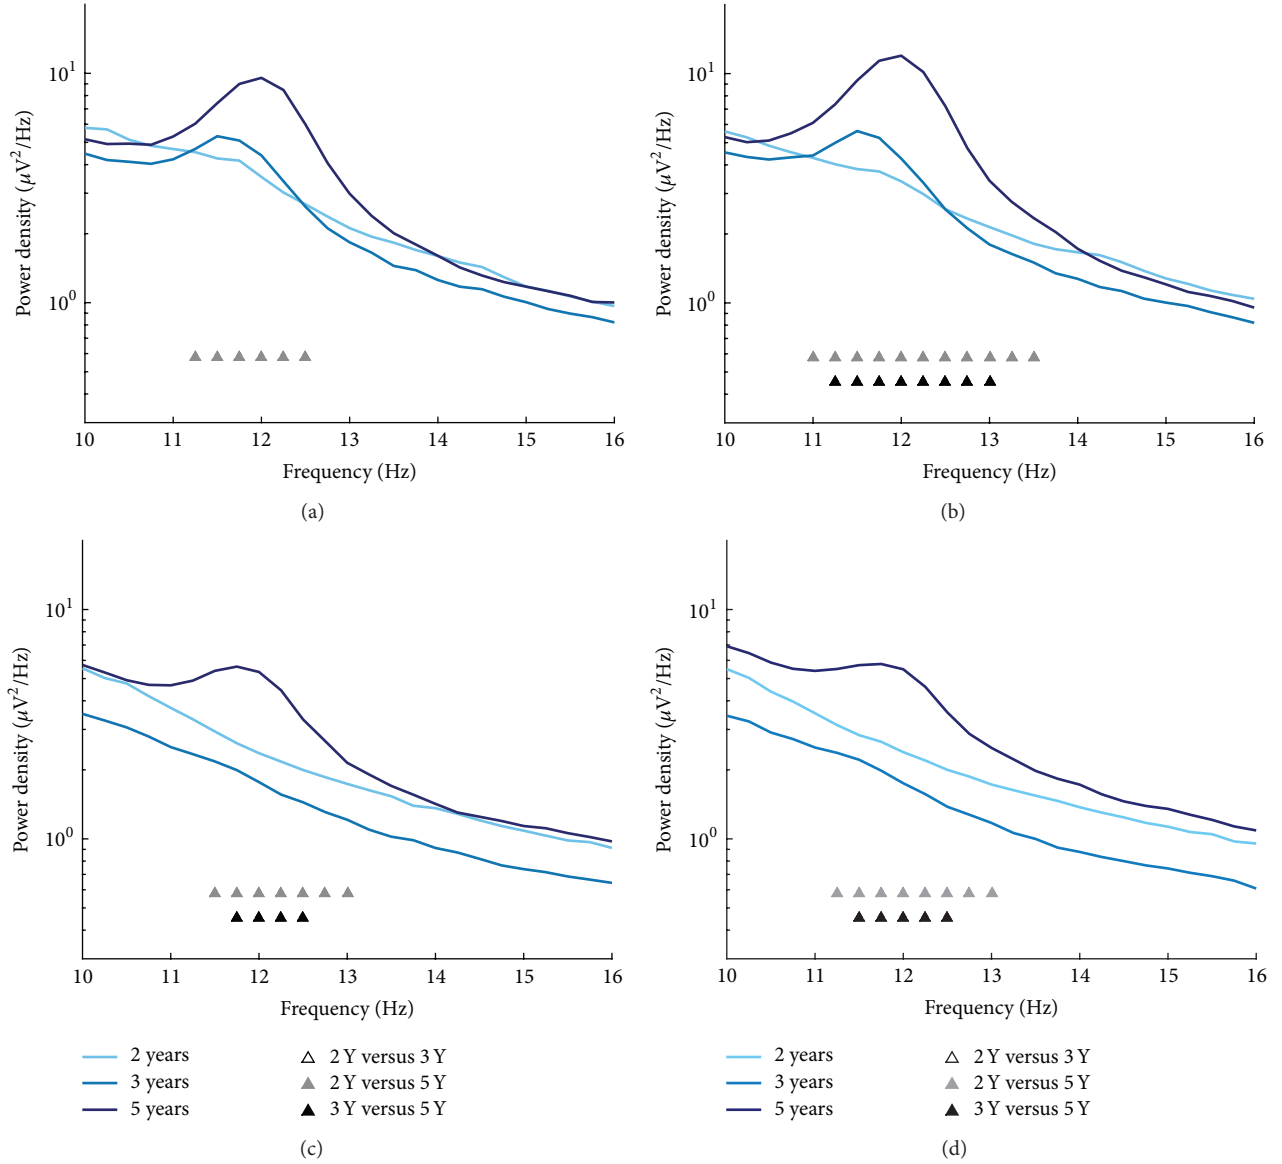 10¹
10⁰
Power density (μV²/Hz)
10 11 12 13 14 15 16
Frequency (Hz)
(a)
10¹
10⁰
Power density (μV²/Hz)
10 11 12 13 14 15 16
Frequency (Hz)
(b)
10¹
10⁰
Power density (μV²/Hz)
10 11 12 13 14 15 16
Frequency (Hz)
2 years
3 years
5 years
2 Y versus 3 Y
2 Y versus 5 Y
3 Y versus 5 Y
(c)
10¹
10⁰
Power density (μV²/Hz)
10 11 12 13 14 15 16
Frequency (Hz)
2 years
3 years
5 years
2 Y versus 3 Y
2 Y versus 5 Y
3 Y versus 5 Y
(d)